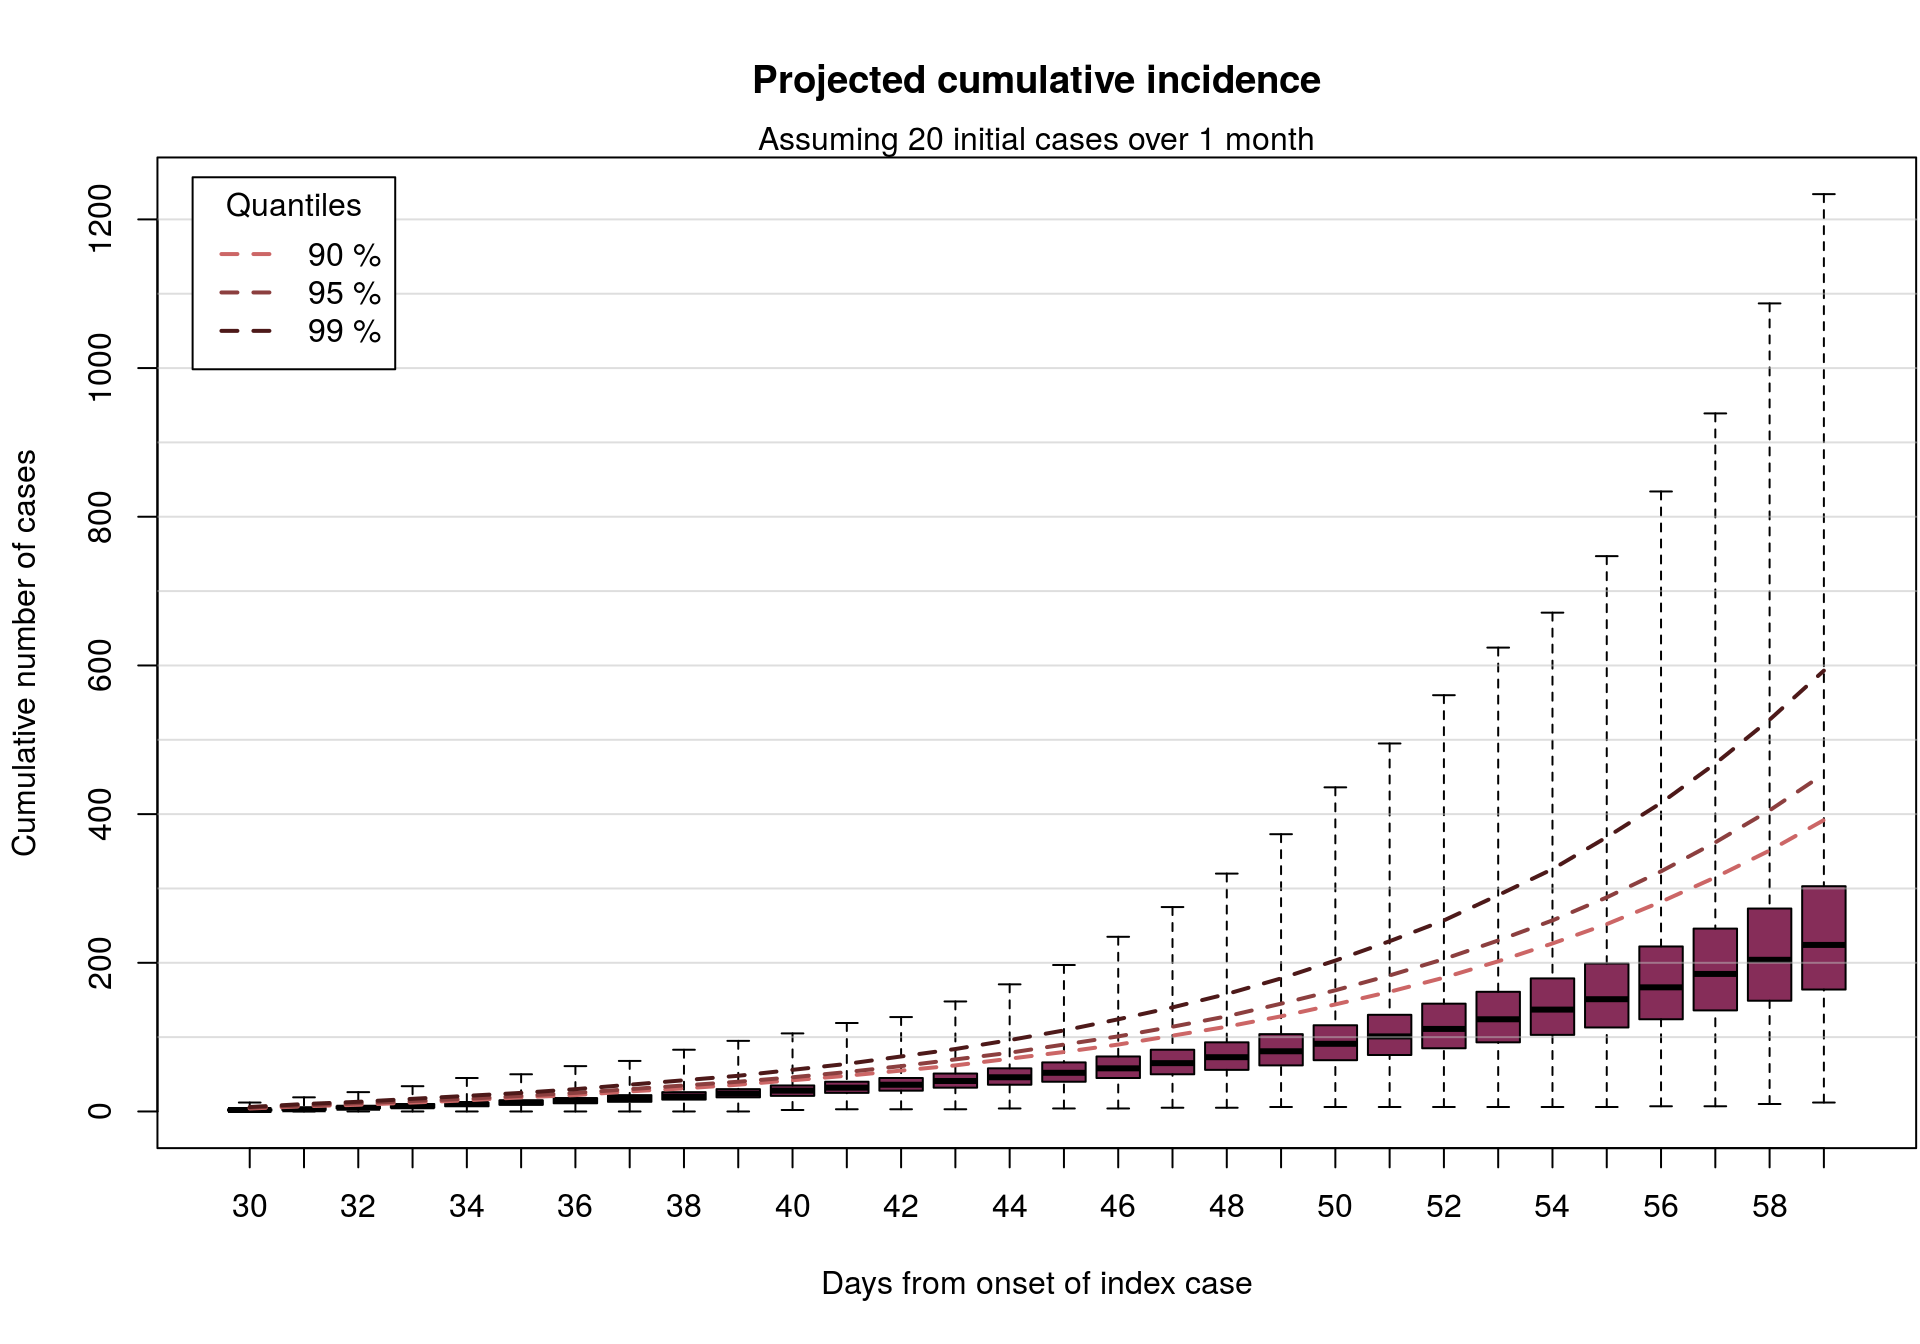 Projected cumulative incidence
Assuming 20 initial cases over 1 month
Quantiles
90 %
95 %
99 %
Cumulative number of cases
1200
1000
800
600
400
200
0
30 32 34 36 38 40 42 44 46 48 50 52 54 56 58
Days from onset of index case